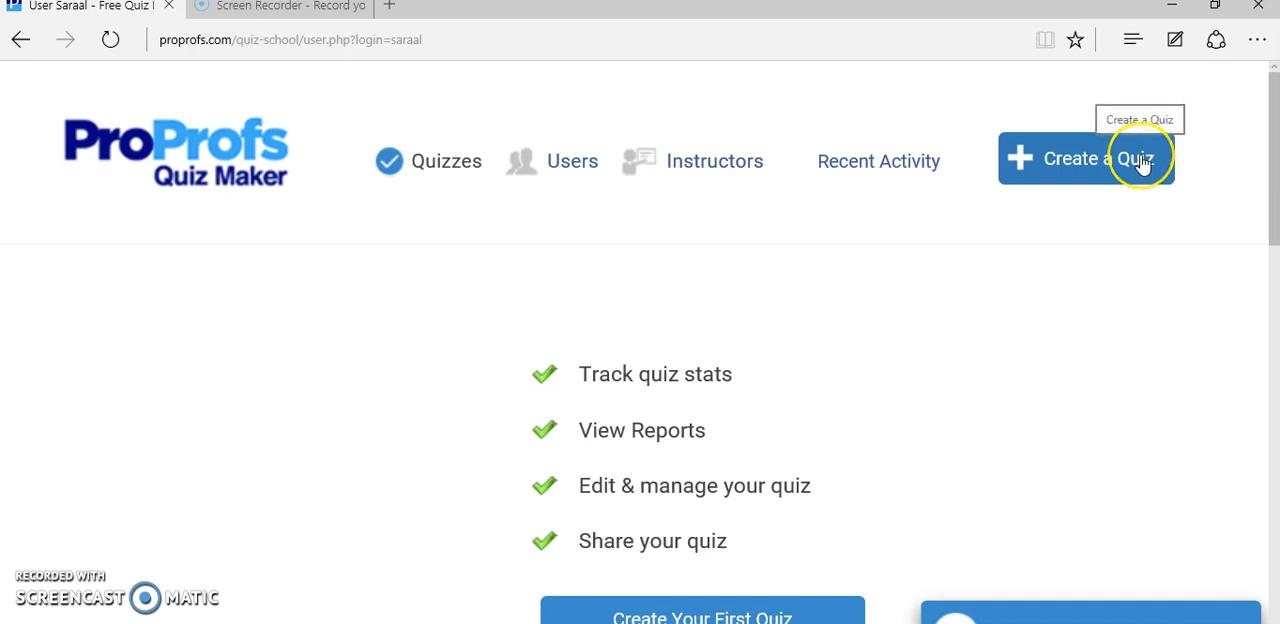 User Saraal - Free Quiz
Screen Recorder - Record yo
proprofs.com/quiz-school/user.php?login=saraal
ProProfs
Quiz Maker
Quizzes
Users
Instructors
Recent Activity
Create a Quiz
Create a Quiz
Track quiz stats
View Reports
Edit & manage your quiz
Share your quiz
Create Your First Quiz
RECORDED WITH
SCREENCAST MATIC